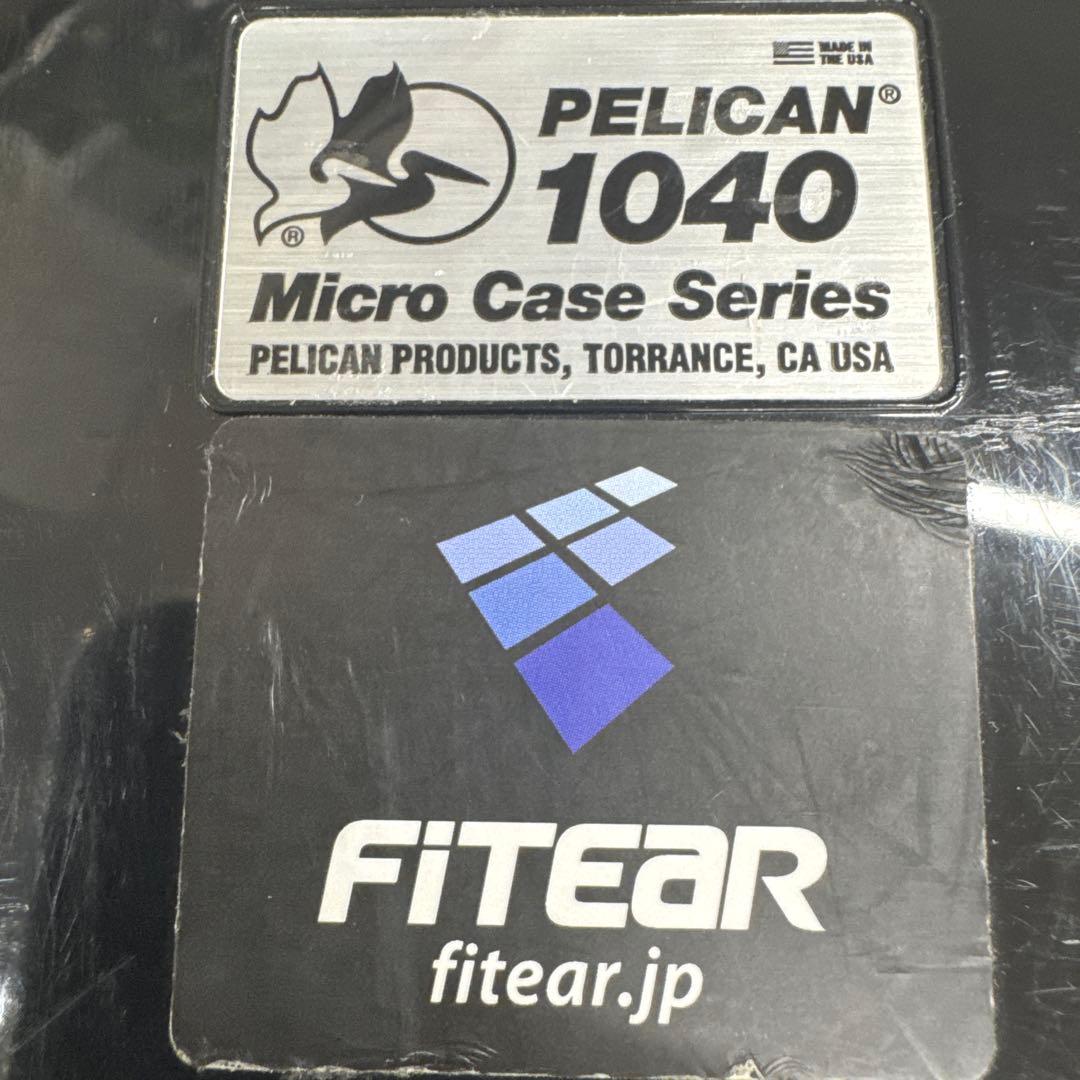 MADE IN
THE USA
PELICAN®
1040
®
Micro Case Series
PELICAN PRODUCTS, TORRANCE, CA USA
FiTEaR
fitear.jp